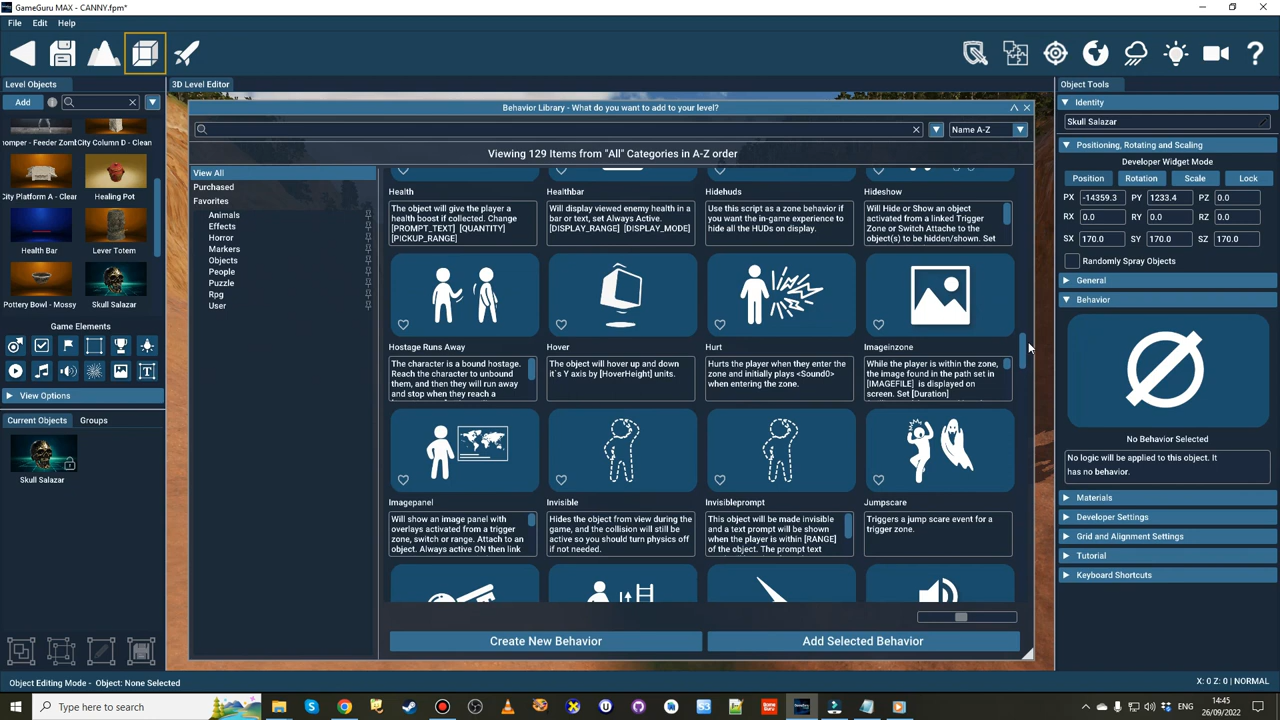 GameGuru MAX - CANNY.fpm*
File Edit Help
Level Objects
3D Level Editor
Object Tools
Add
Behavior Library - What do you want to add to your level?
Identity
Skull Salazar
Name A-Z
Viewing 129 Items from "All" Categories in A-Z order
Positioning, Rotating and Scaling
Developer Widget Mode
Position Rotation Scale Lock
PX -14359.3 PY 1233.4 PZ 0.0
RX 0.0 RY 0.0 RZ 0.0
SX 170.0 SY 170.0 SZ 170.0
Randomly Spray Objects
General
Behavior
No Behavior Selected
No logic will be applied to this object. It
has no behavior.
Materials
Developer Settings
Grid and Alignment Settings
Tutorial
Keyboard Shortcuts
omper - Feeder Zoml City Column D - Clean
City Platform A - Clear Healing Pot
Health Bar Lever Totem
Pottery Bowl - Mossy Skull Salazar
Game Elements
View Options
Current Objects Groups
Skull Salazar
View All
Purchased
Favorites
Animals
Effects
Horror
Markers
Objects
People
Puzzle
Rpg
User
Health
The object will give the player a
health boost if collected. Change
[PROMPT_TEXT] [QUANTITY]
[PICKUP_RANGE]
Healthbar
Will display viewed enemy health in a
bar or text, set Always Active.
[DISPLAY_RANGE] [DISPLAY_MODE]
Hidehuds
Use this script as a zone behavior if
you want the in-game experience to
hide all the HUDs on display.
Hideshow
Will Hide or Show an object
activated from a linked Trigger
Zone or Switch Attache to the
object(s) to be hidden/shown. Set
Hostage Runs Away
The character is a bound hostage.
Reach the character to unbound
them, and then they will run away
and stop when they reach a
Hover
The object will hover up and down
it`s Y axis by [HoverHeight] units.
Hurt
Hurts the player when they enter the
zone and initially plays <Sound0>
when entering the zone.
Imageinzone
While the player is within the zone,
the image found in the path set in
[IMAGEFILE] is displayed on
screen. Set [Duration]
Imagepanel
Will show an image panel with
overlays activated from a trigger
zone, switch or range. Attach to an
object. Always active ON then link
Invisible
Hides the object from view during the
game, and the collision will still be
active so you should turn physics off
if not needed.
Invisibleprompt
This object will be made invisible
and a text prompt will be shown
when the player is within [RANGE]
of the object. The prompt text
Jumpscare
Triggers a jump scare event for a
trigger zone.
Create New Behavior
Add Selected Behavior
Object Editing Mode - Object: None Selected
X: 0 Z: 0 | NORMAL
Type here to search
ENG
14:45
26/09/2022